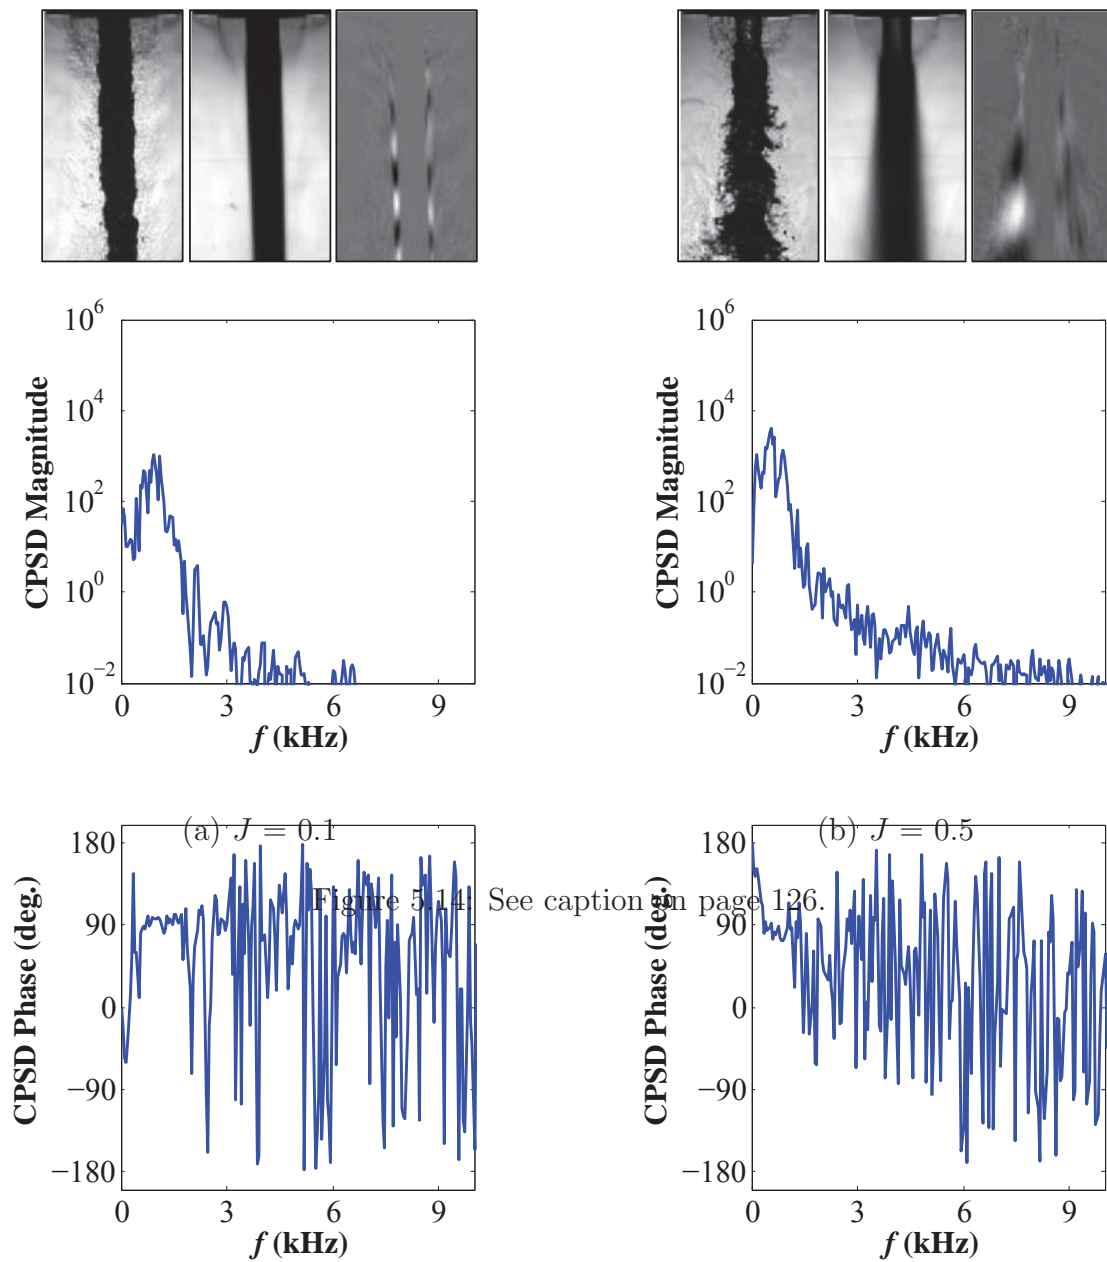 10^6
10^4
10^2
10^0
10^−2
CPSD Magnitude
0 3 6 9
f (kHz)
10^6
10^4
10^2
10^0
10^−2
CPSD Magnitude
0 3 6 9
f (kHz)
(a) J = 0.1
(b) J = 0.5
Figure 5.14: See caption on page 126.
180
90
0
−90
−180
CPSD Phase (deg.)
0 3 6 9
f (kHz)
180
90
0
−90
−180
CPSD Phase (deg.)
0 3 6 9
f (kHz)